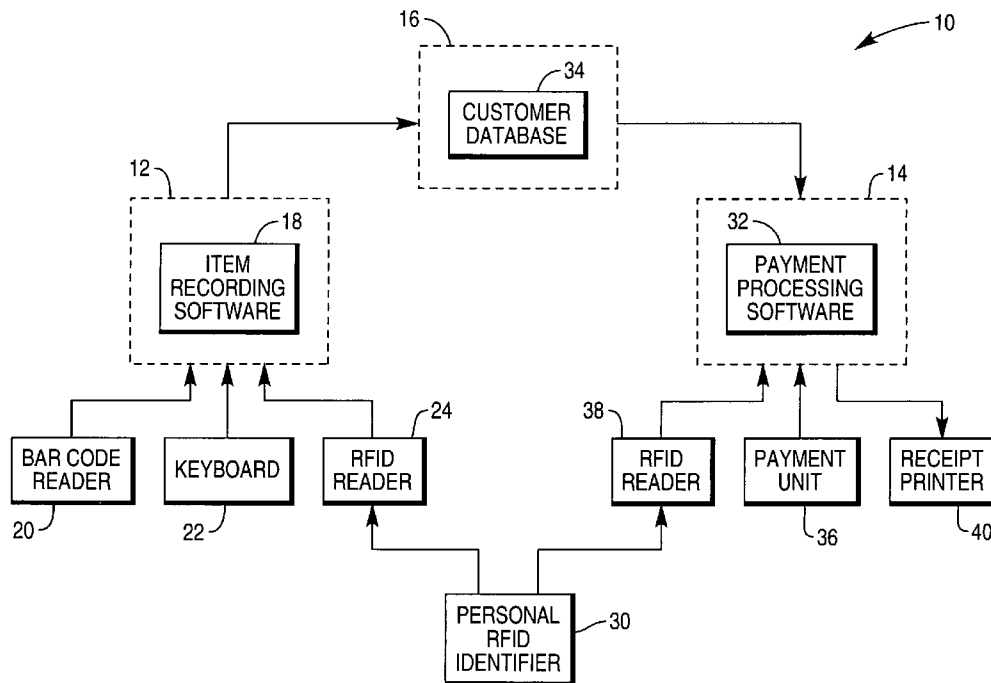 10
16
34
CUSTOMER
DATABASE
12
18
ITEM
RECORDING
SOFTWARE
14
32
PAYMENT
PROCESSING
SOFTWARE
BAR CODE
READER
20
KEYBOARD
22
24
RFID
READER
38
RFID
READER
PAYMENT
UNIT
36
RECEIPT
PRINTER
40
PERSONAL
RFID
IDENTIFIER
30